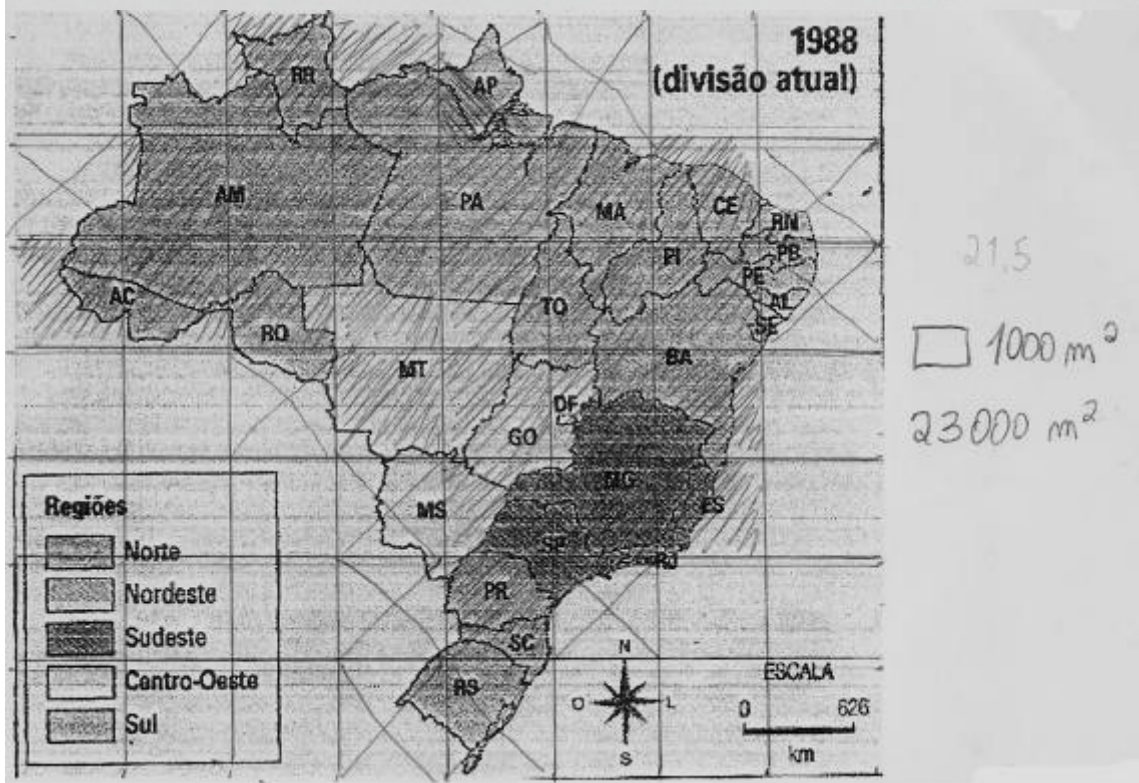 1988
(divisão atual)
RR
AP
AM
PA
MA
CE
RN
PB
PI
PE
AL
SE
AC
TO
RO
BA
MT
DF
GO
MG
MS
ES
SP
RJ
PR
SC
RS
Regiões
Norte
Nordeste
Sudeste
Centro-Oeste
Sul
N
O
L
S
ESCALA
0 626
km
21,5
1000 m²
23000 m²